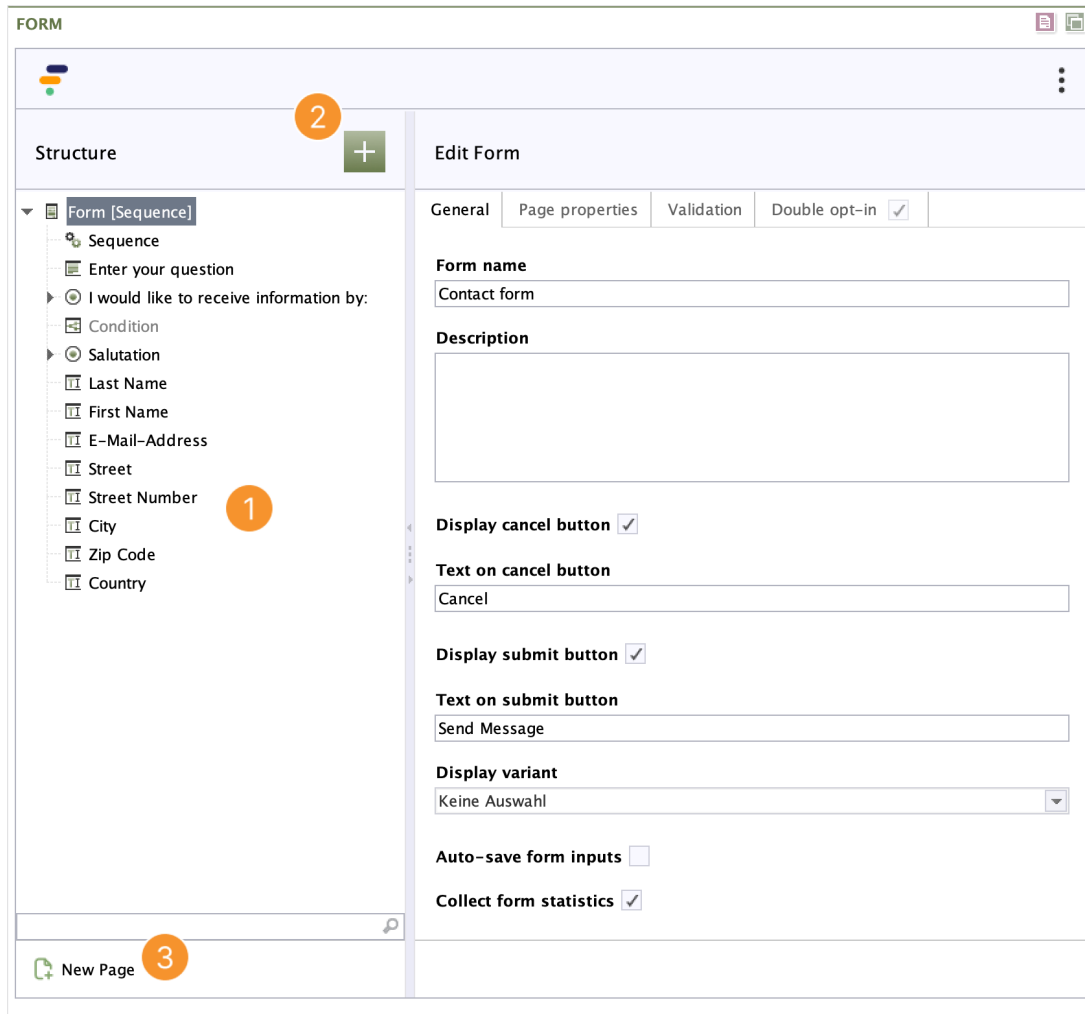 FORM
2
Structure
Edit Form
General Page properties Validation Double opt-in
Form [Sequence]
Sequence
Enter your question
I would like to receive information by:
Condition
Salutation
Last Name
First Name
E-Mail-Address
Street
Street Number
1
City
Zip Code
Country
Form name
Contact form
Description
Display cancel button
Text on cancel button
Cancel
Display submit button
Text on submit button
Send Message
Display variant
Keine Auswahl
Auto-save form inputs
Collect form statistics
New Page
3